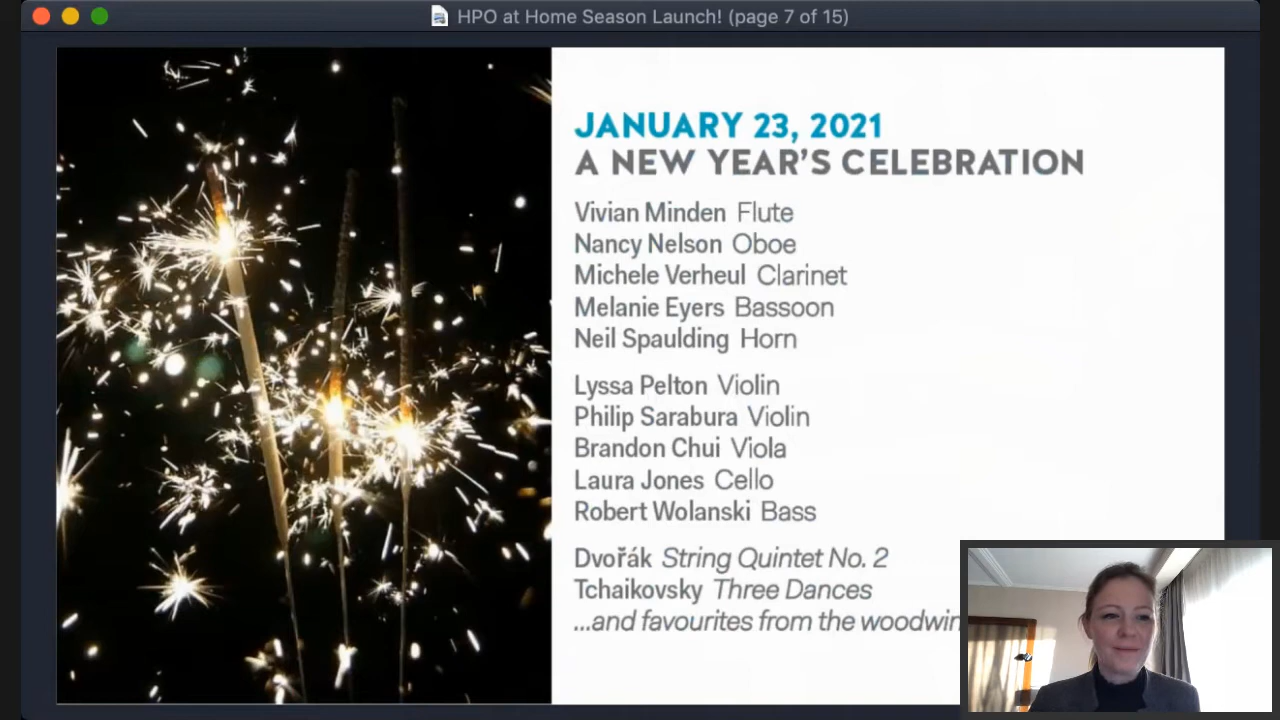 HPO at Home Season Launch! (page 7 of 15)
JANUARY 23, 2021
A NEW YEAR'S CELEBRATION
Vivian Minden Flute
Nancy Nelson Oboe
Michele Verheul Clarinet
Melanie Eyers Bassoon
Neil Spaulding Horn
Lyssa Pelton Violin
Philip Sarabura Violin
Brandon Chui Viola
Laura Jones Cello
Robert Wolanski Bass
Dvořák String Quintet No. 2
Tchaikovsky Three Dances
...and favourites from the